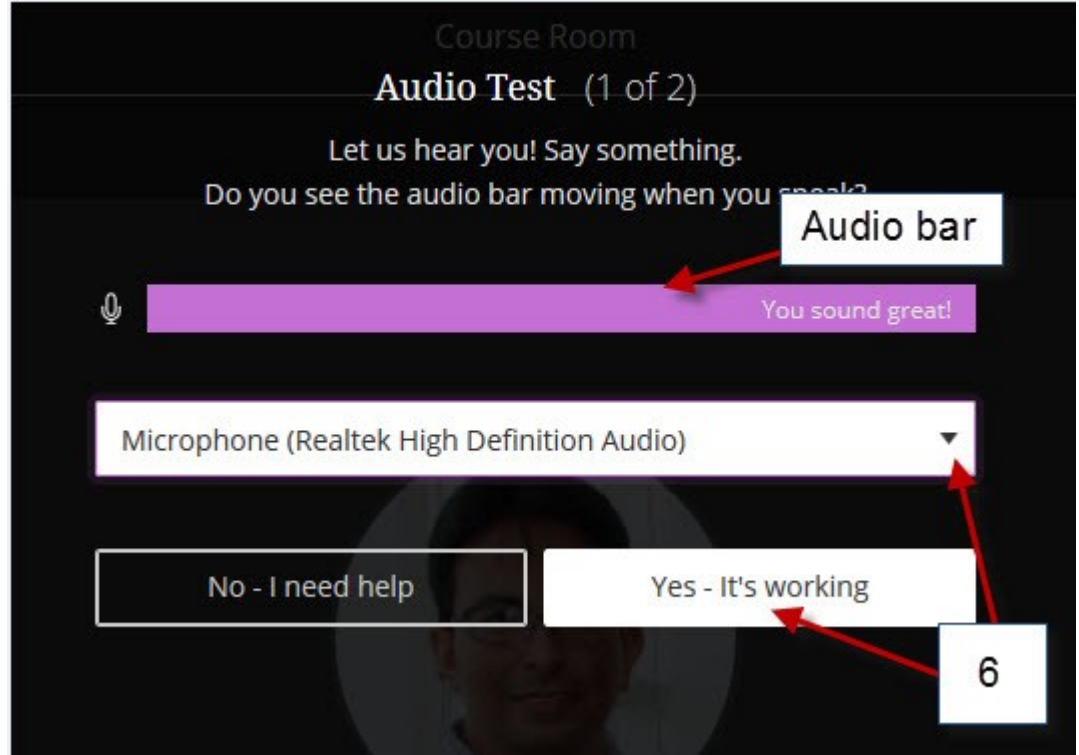 Course Room
Audio Test (1 of 2)
Let us hear you! Say something.
Do you see the audio bar moving when you speak?
Audio bar
You sound great!
Microphone (Realtek High Definition Audio)
No - I need help
Yes - It's working
6